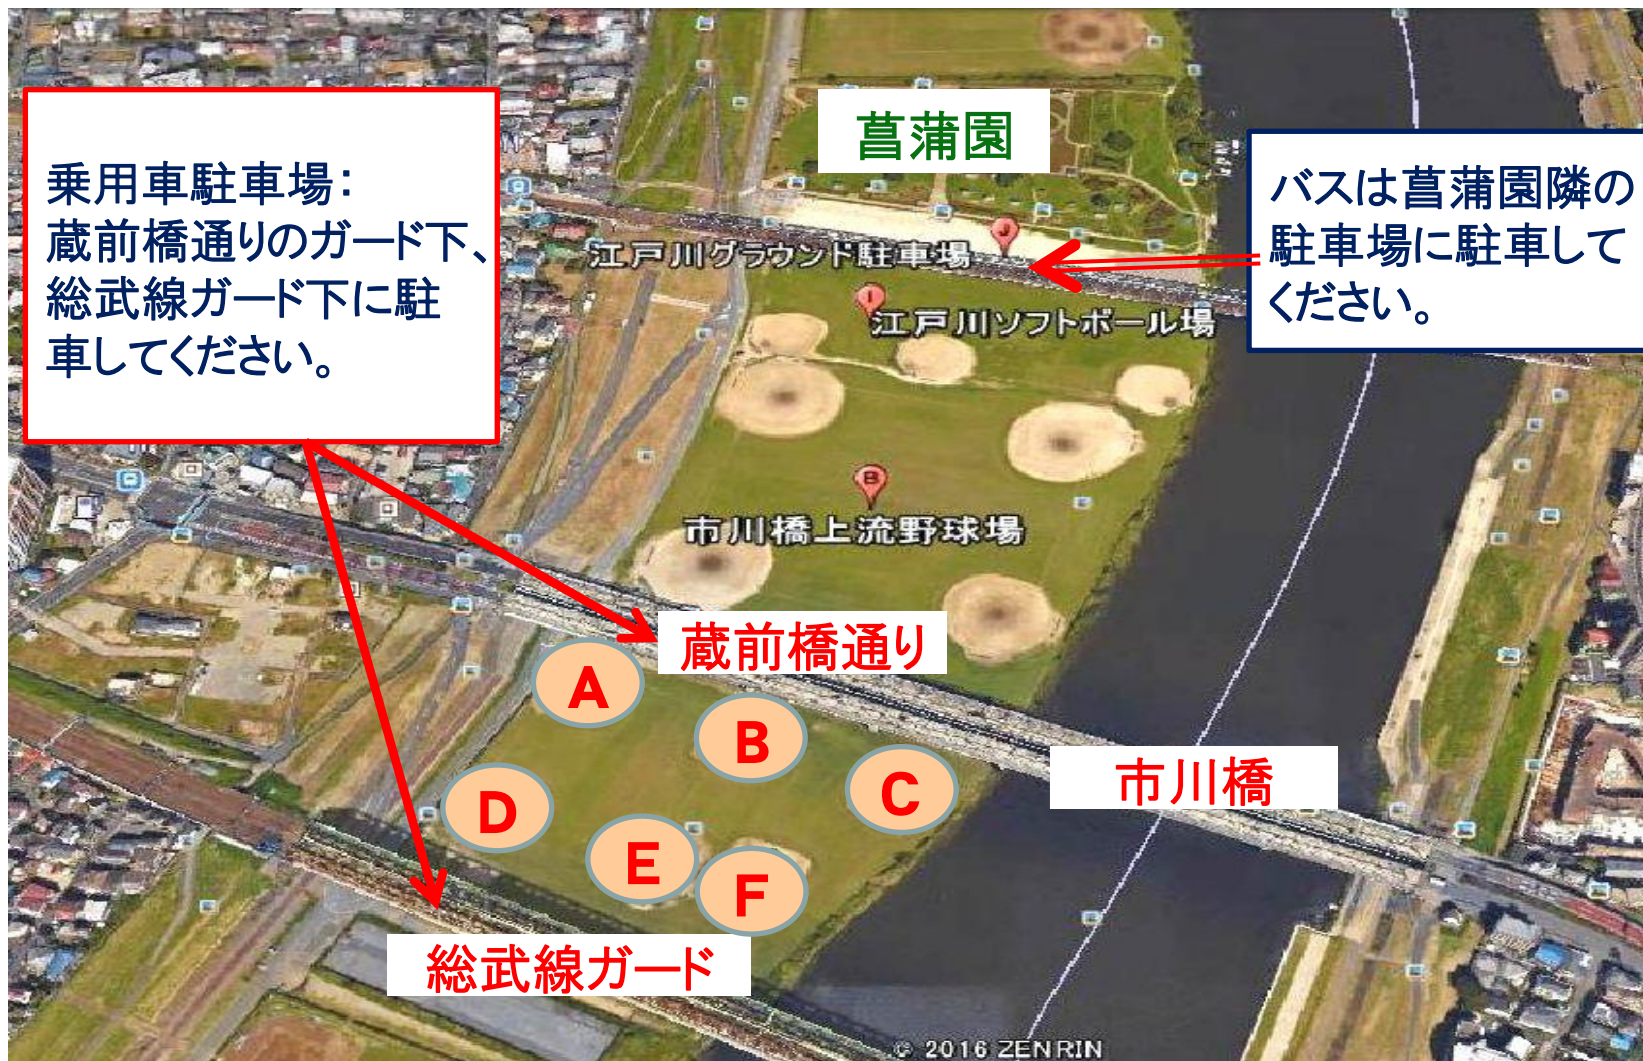 菖蒲園
乗用車駐車場：
蔵前橋通りのガード下、
総武線ガード下に駐
車してください。
バスは菖蒲園隣の
駐車場に駐車して
ください。
J
江戸川グラウンド駐車場
I
江戸川ソフトボール場
B
市川橋上流野球場
蔵前橋通り
A
B
C
市川橋
D
E
F
総武線ガード
© 2016 ZENRIN